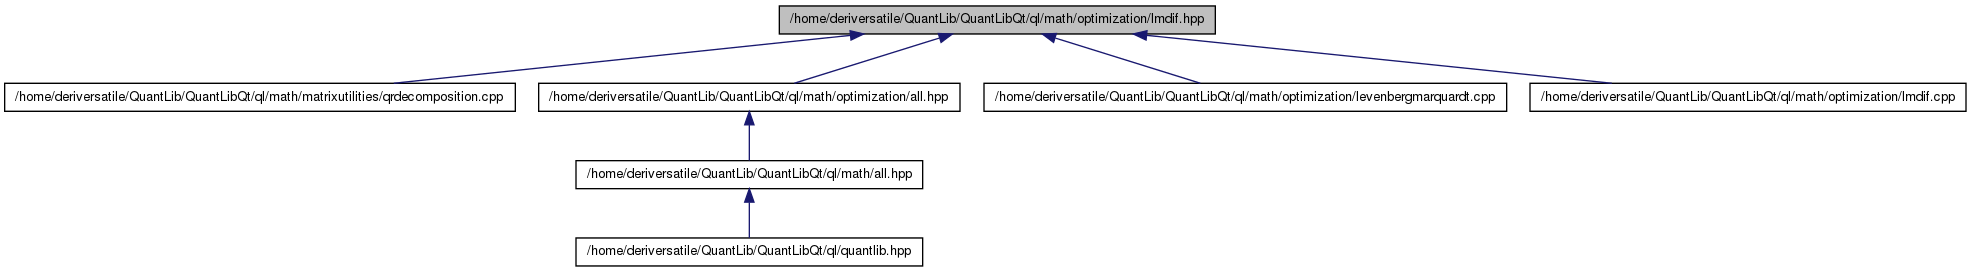 /home/deriversatile/QuantLib/QuantLibQt/ql/math/optimization/lmdif.hpp
/home/deriversatile/QuantLib/QuantLibQt/ql/math/matrixutilities/qrdecomposition.cpp
/home/deriversatile/QuantLib/QuantLibQt/ql/math/optimization/all.hpp
/home/deriversatile/QuantLib/QuantLibQt/ql/math/optimization/levenbergmarquardt.cpp
/home/deriversatile/QuantLib/QuantLibQt/ql/math/optimization/lmdif.cpp
/home/deriversatile/QuantLib/QuantLibQt/ql/math/all.hpp
/home/deriversatile/QuantLib/QuantLibQt/ql/quantlib.hpp